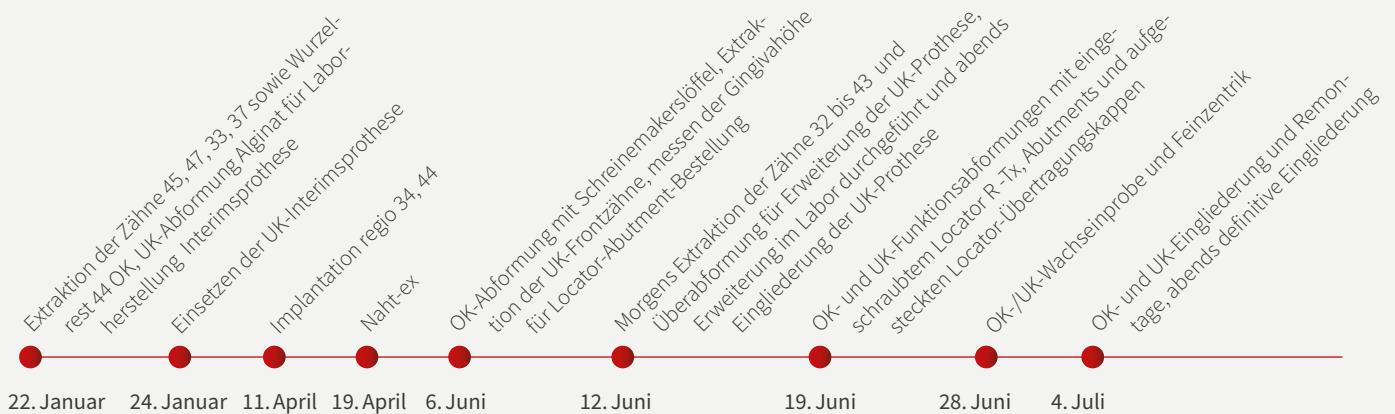 Extraktion der Zähne 45, 47, 33, 37 sowie Wurzel-
rest 44 OK, UK-Abformung Alginat für Labor-
herstellung Interimsprothese
Einsetzen der UK-Interimsprothese
Implantation regio 34, 44
Naht-ex
OK-Abformung mit Schreinemakerslöffel, Extrak-
tion der UK-Frontzähne, messen der Gingivahöhe
für Locator-Abutment-Bestellung
Morgens Extraktion der Zähne 32 bis 43 und
Überabformung für Erweiterung der UK-Prothese,
Erweiterung im Labor durchgeführt und abends
Eingliederung der UK-Prothese
OK- und UK-Funktionsabformungen mit einge-
schraubtem Locator R -Tx, Abutments und aufge-
steckten Locator-Übertragungskappen
OK-/UK-Wachseinprobe und Feinzentrik
OK- und UK-Eingliederung und Remon-
tage, abends definitive Eingliederung
22. Januar
24. Januar
11. April
19. April
6. Juni
12. Juni
19. Juni
28. Juni
4. Juli